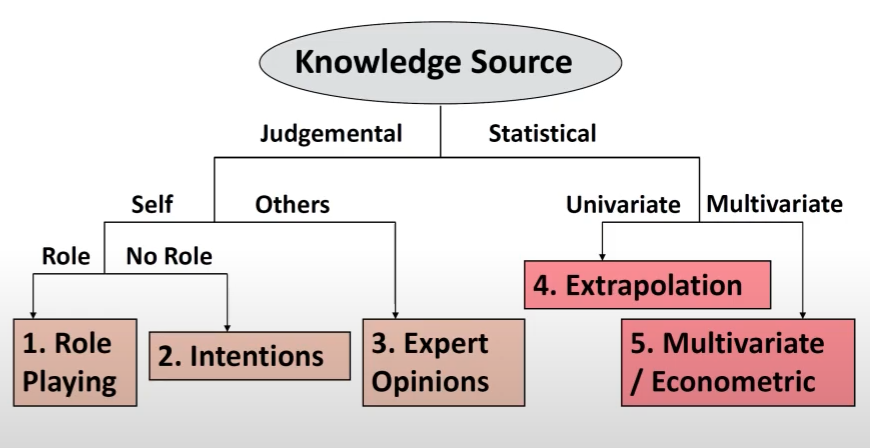 Knowledge Source
Judgemental
Statistical
Self
Others
Univariate
Multivariate
Role
No Role
4. Extrapolation
1. Role
Playing
2. Intentions
3. Expert
Opinions
5. Multivariate
/ Econometric